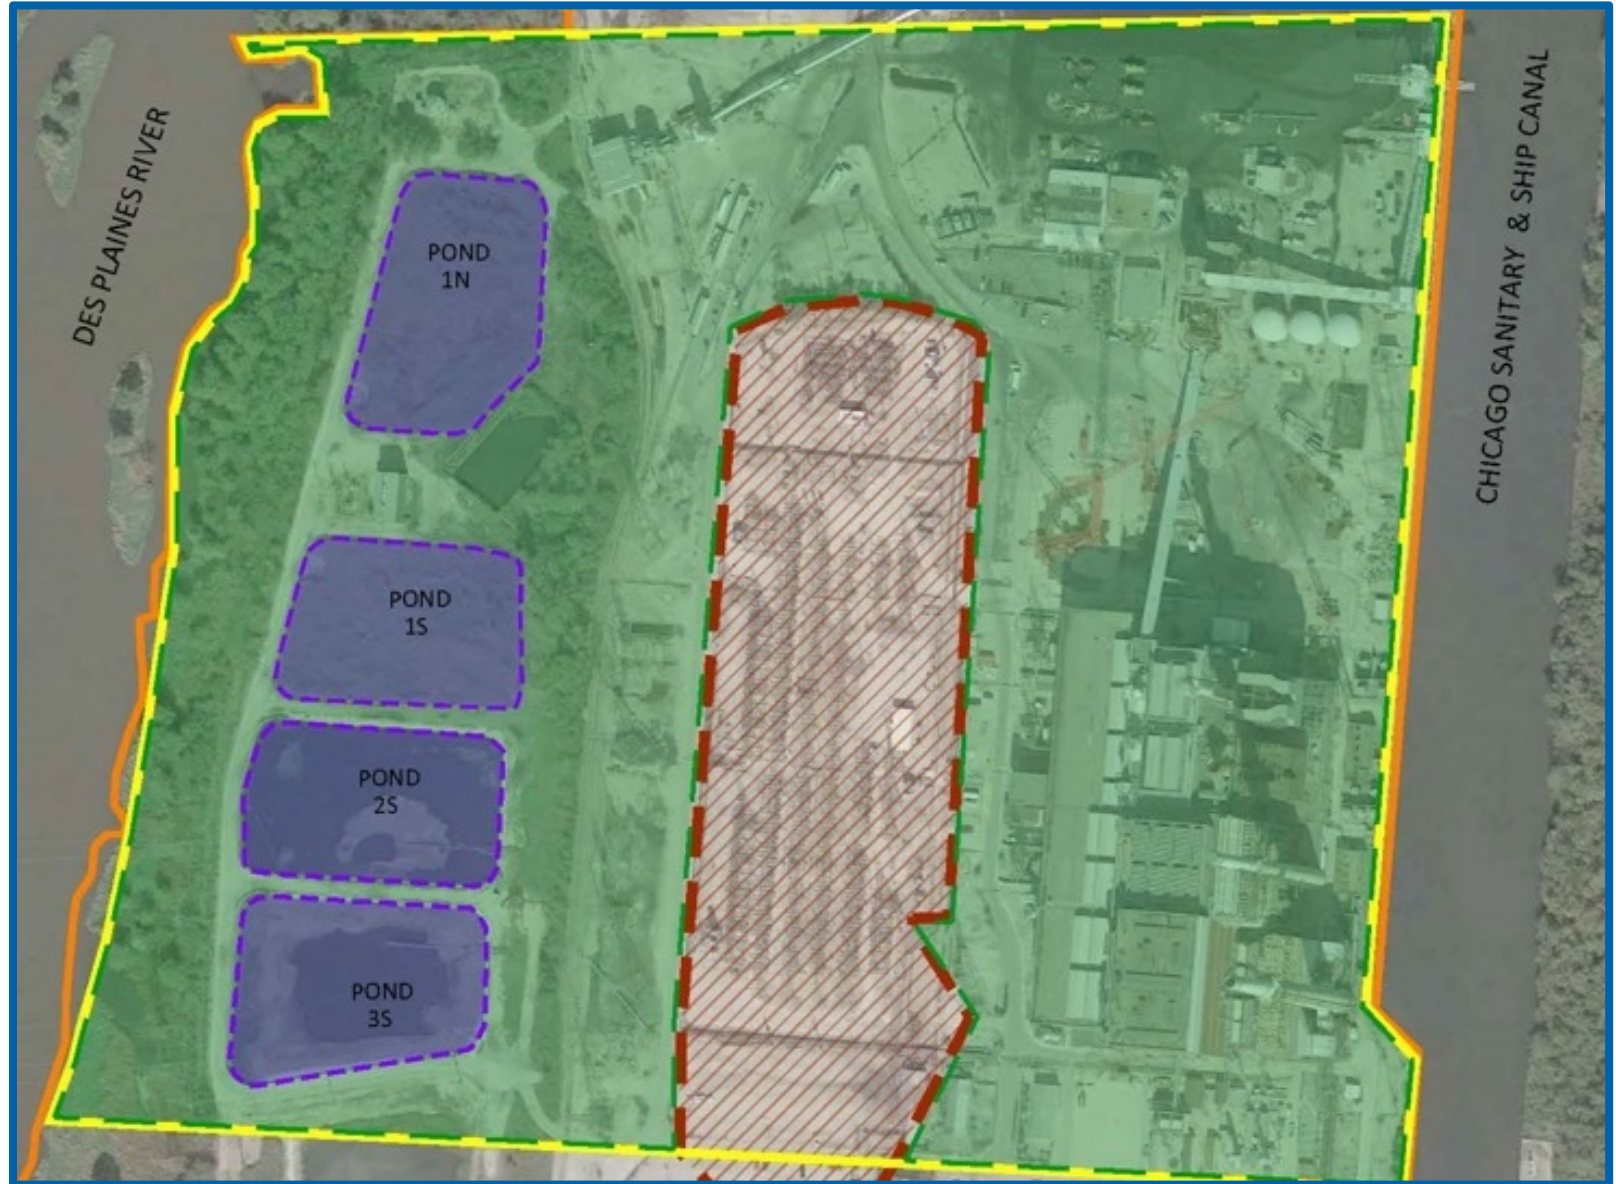 DES PLAINES RIVER
CHICAGO SANITARY & SHIP CANAL
POND
1N
POND
1S
POND
2S
POND
3S